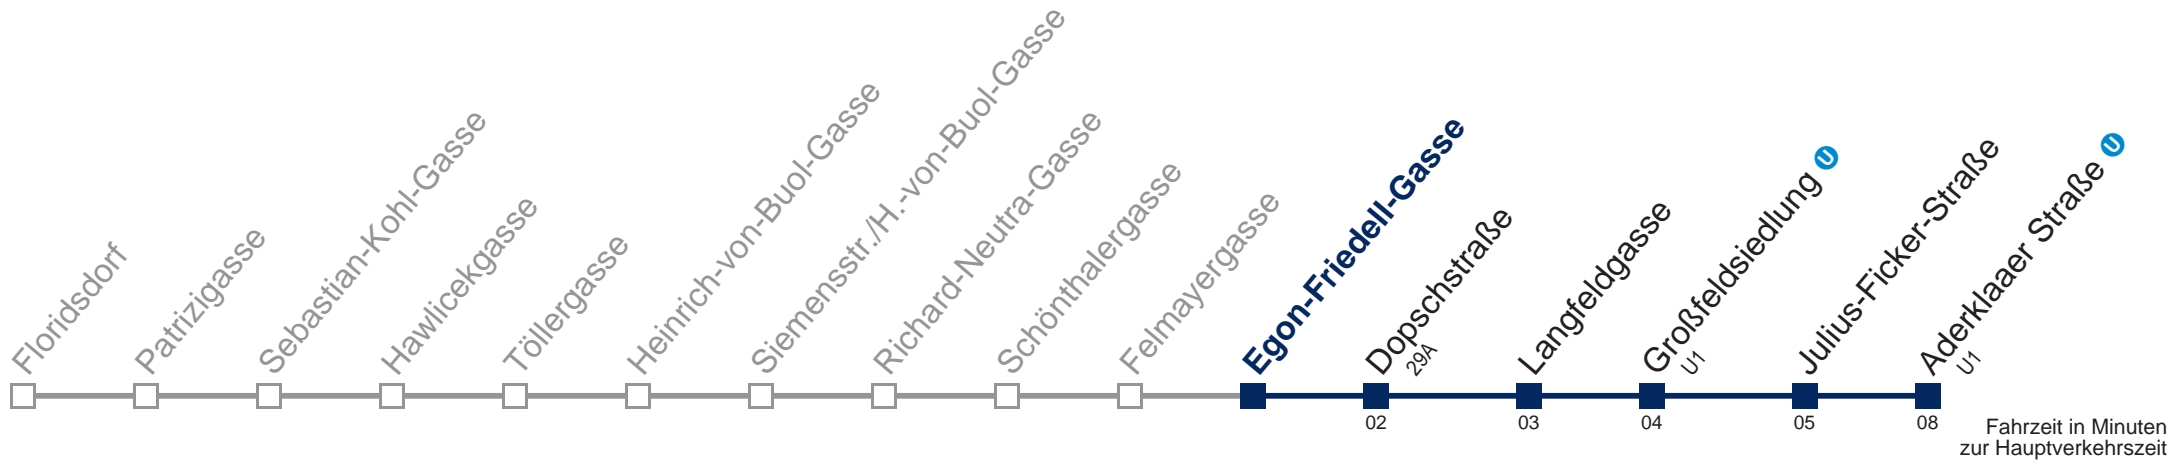 Floridsdorf
Patrizigasse
Sebastian-Kohl-Gasse
Hawlicekgasse
Töllergasse
Heinrich-von-Buol-Gasse
Siemensstr./H.-von-Buol-Gasse
Richard-Neutra-Gasse
Schönthalergasse
Felmayergasse
Egon-Friedell-Gasse
Dopschstraße
29A
Langfeldgasse
Großfeldsiedlung U
U1
Julius-Ficker-Straße
Aderklaaer Straße U
U1
02
03
04
05
08
Fahrzeit in Minuten
zur Hauptverkehrszeit